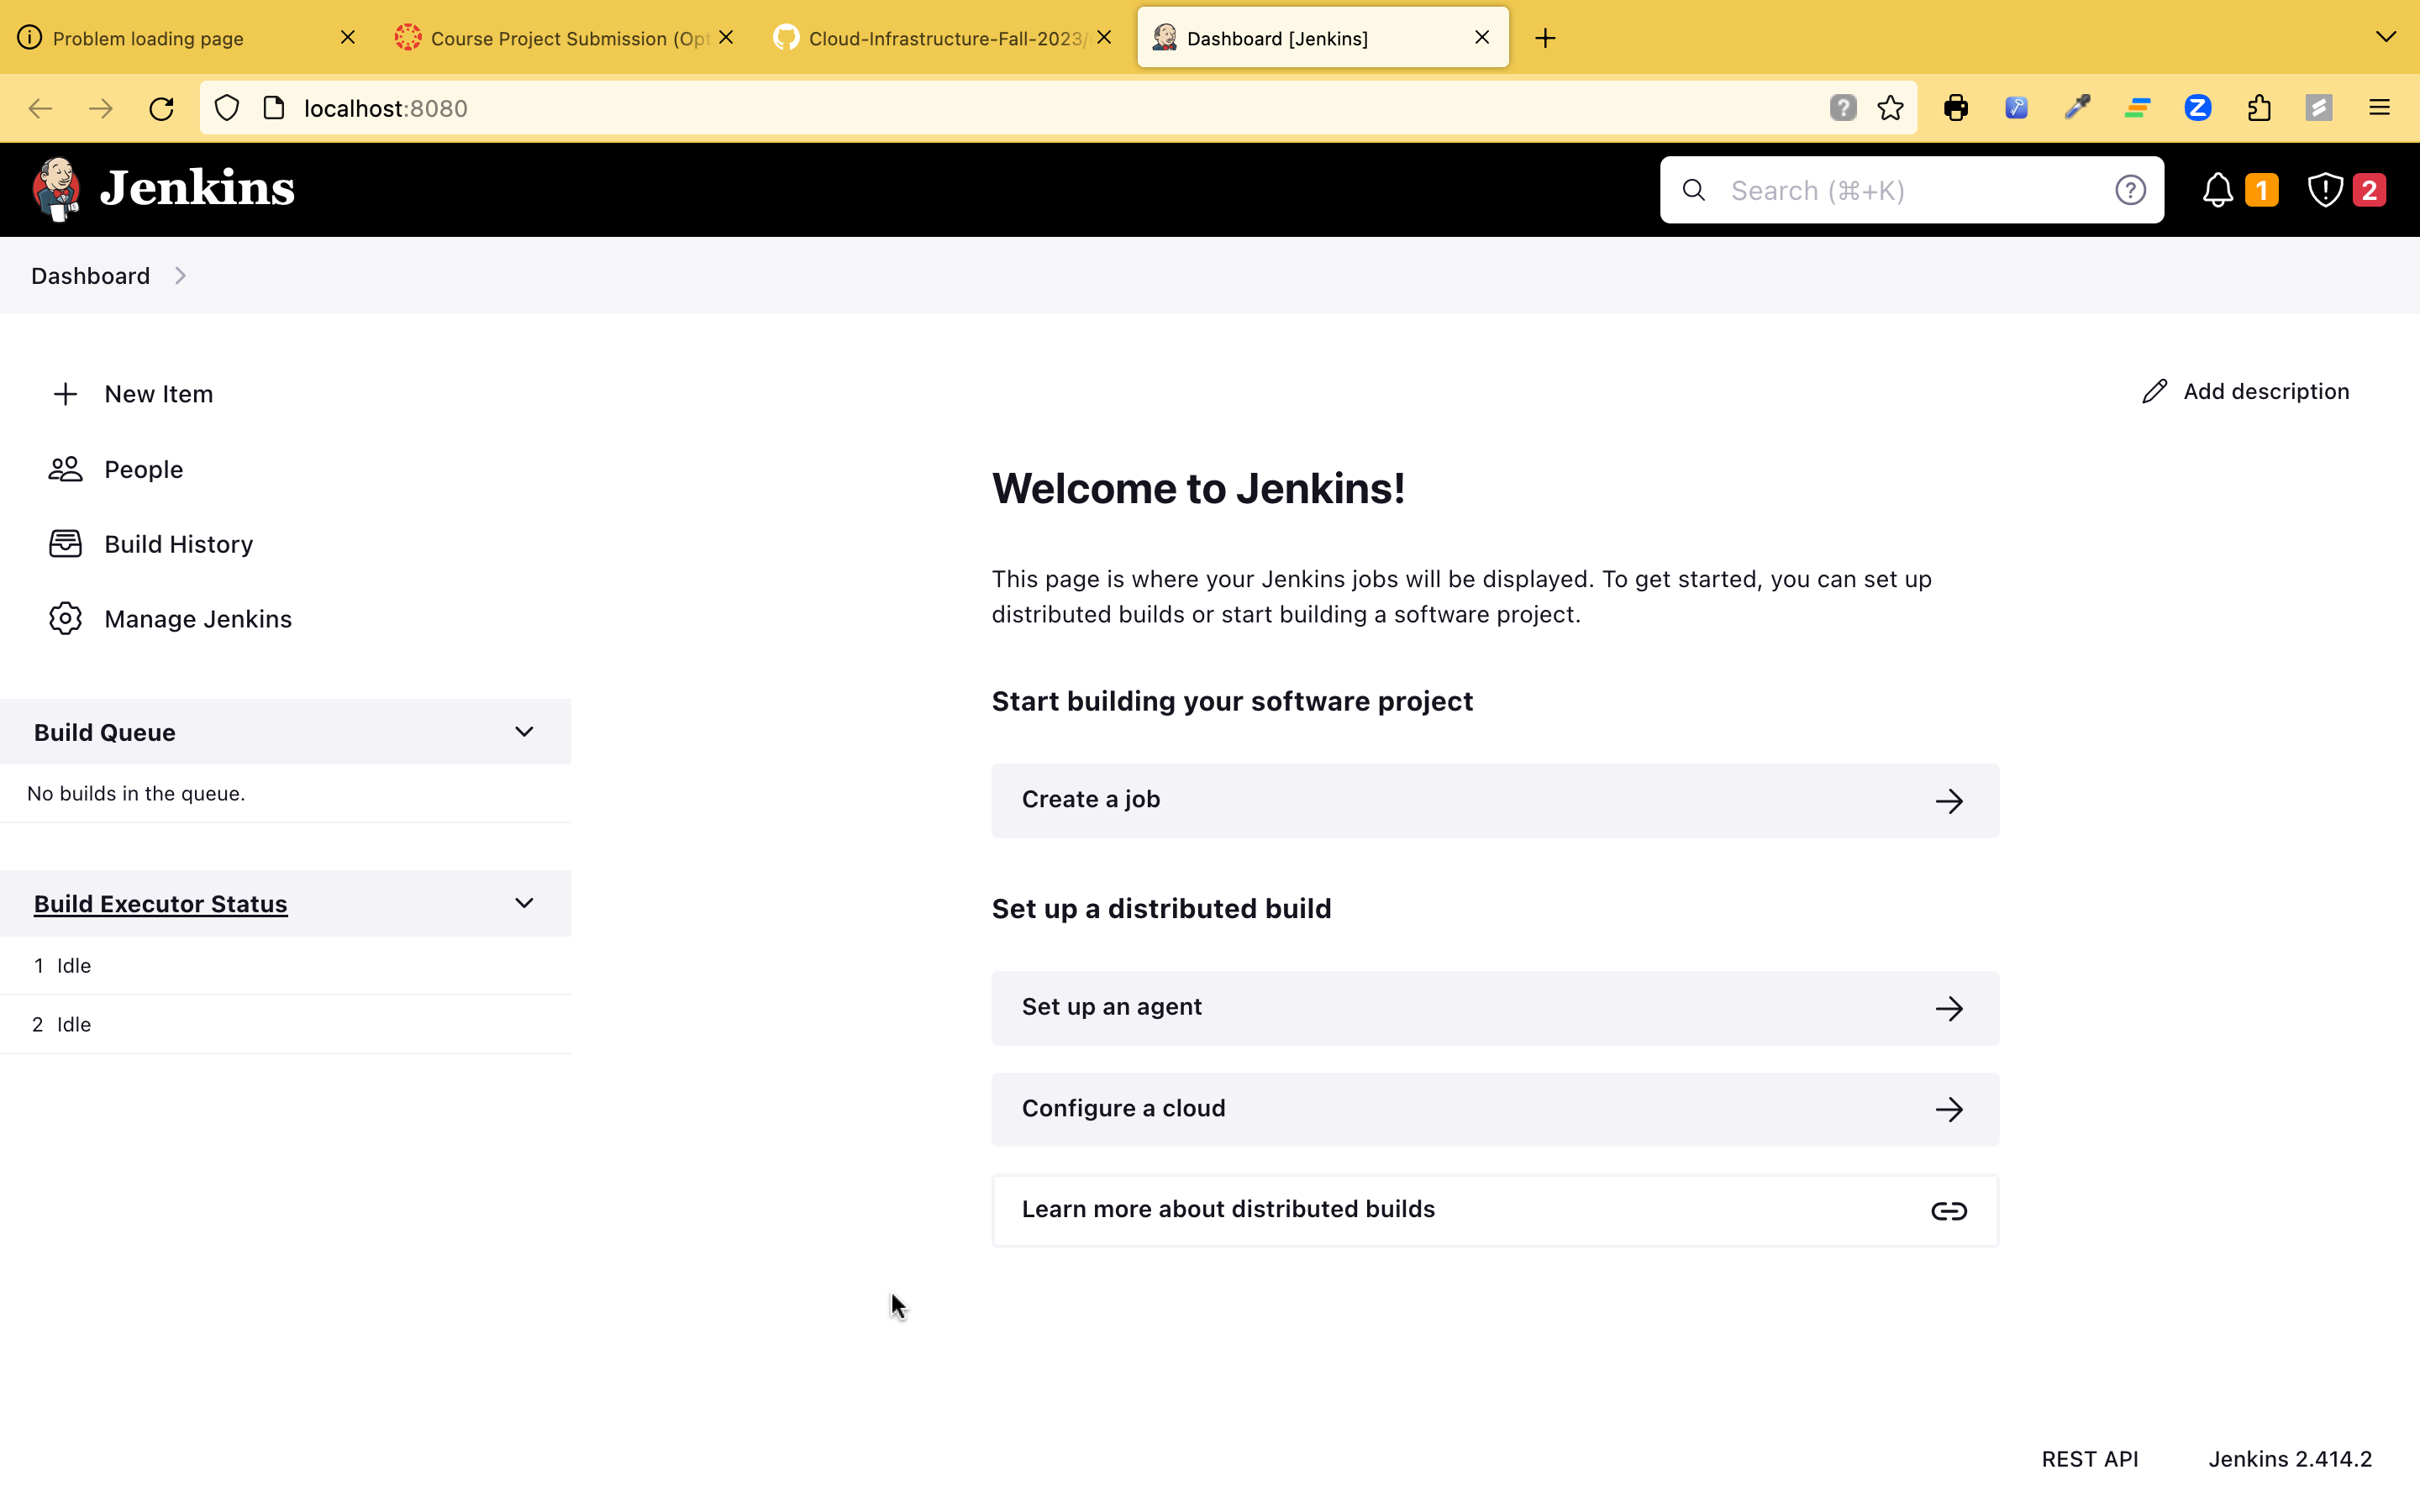 Problem loading page
Course Project Submission (Opt
Cloud-Infrastructure-Fall-2023/
Dashboard [Jenkins]
localhost:8080
Jenkins
Search (⌘+K)
1
2
Dashboard
New Item
People
Build History
Manage Jenkins
Build Queue
No builds in the queue.
Build Executor Status
1 Idle
2 Idle
Add description
Welcome to Jenkins!
This page is where your Jenkins jobs will be displayed. To get started, you can set up
distributed builds or start building a software project.
Start building your software project
Create a job
Set up a distributed build
Set up an agent
Configure a cloud
Learn more about distributed builds
REST API
Jenkins 2.414.2